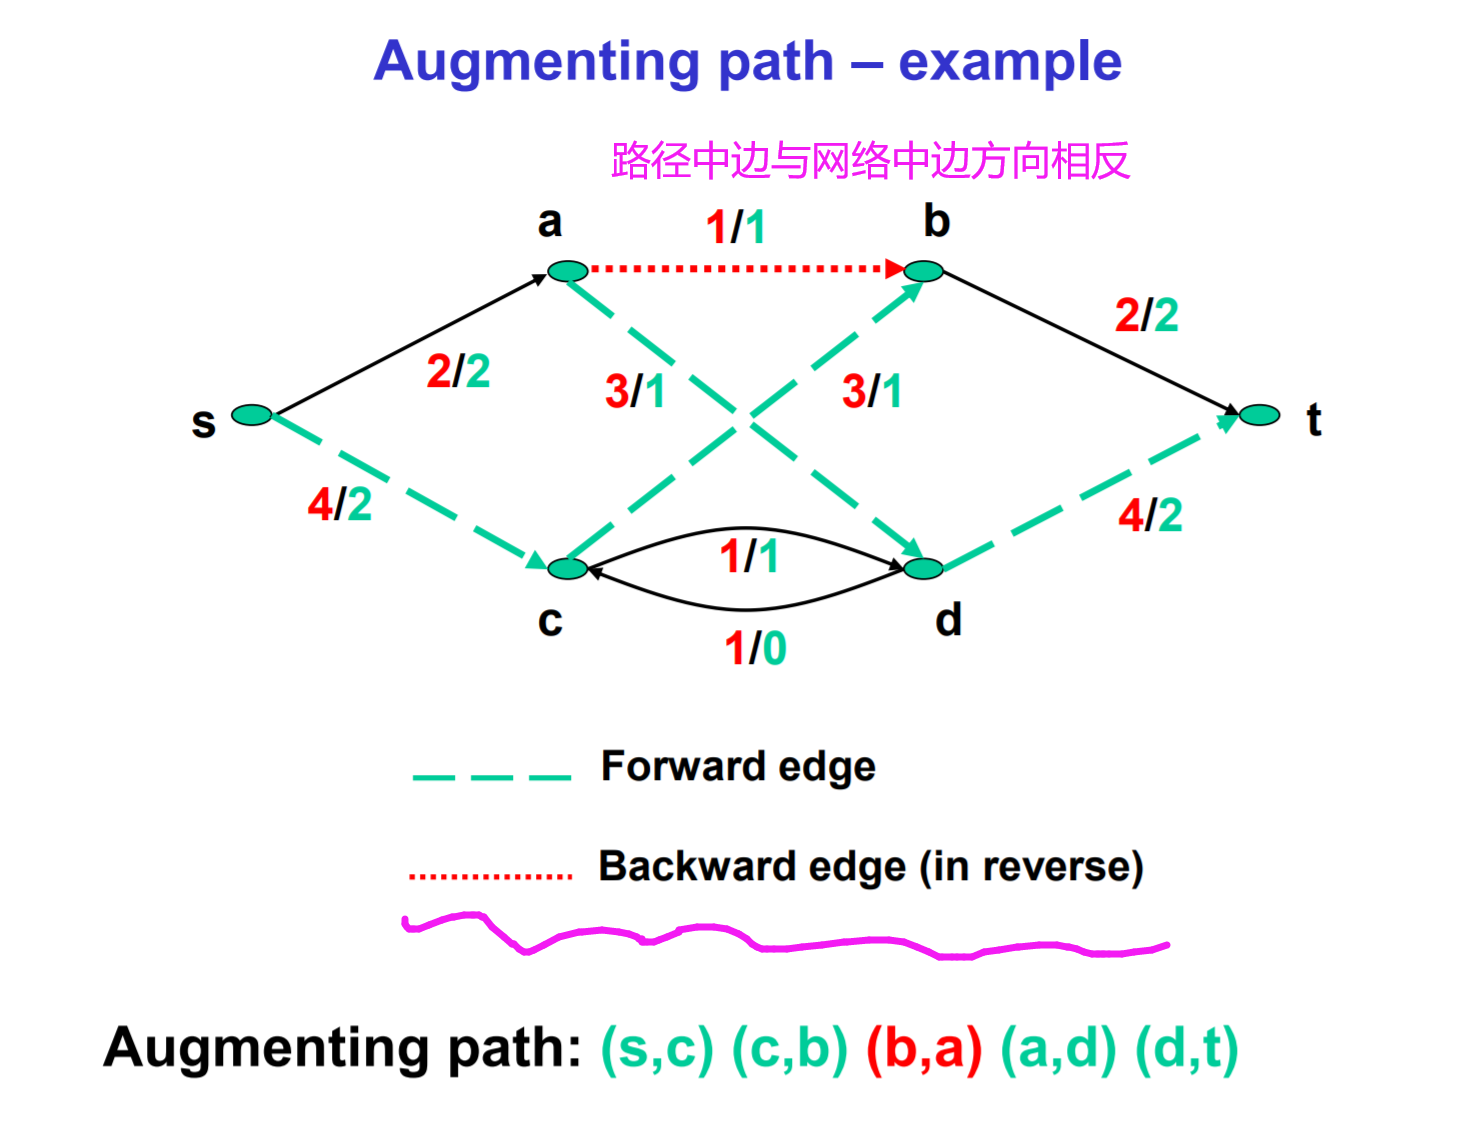 Augmenting path – example
路径中边与网络中边方向相反
a
1/1
b
2/2
2/2
3/1
3/1
s
t
4/2
4/2
1/1
c
d
1/0
Forward edge
Backward edge (in reverse)
Augmenting path: (s,c) (c,b) (b,a) (a,d) (d,t)